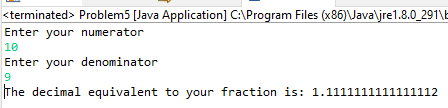 <terminated> Problem5 [Java Application] C:\Program Files (x86)\Java\jre1.8.0_291\b
Enter your numerator
10
Enter your denominator
9
The decimal equivalent to your fraction is: 1.1111111111111112